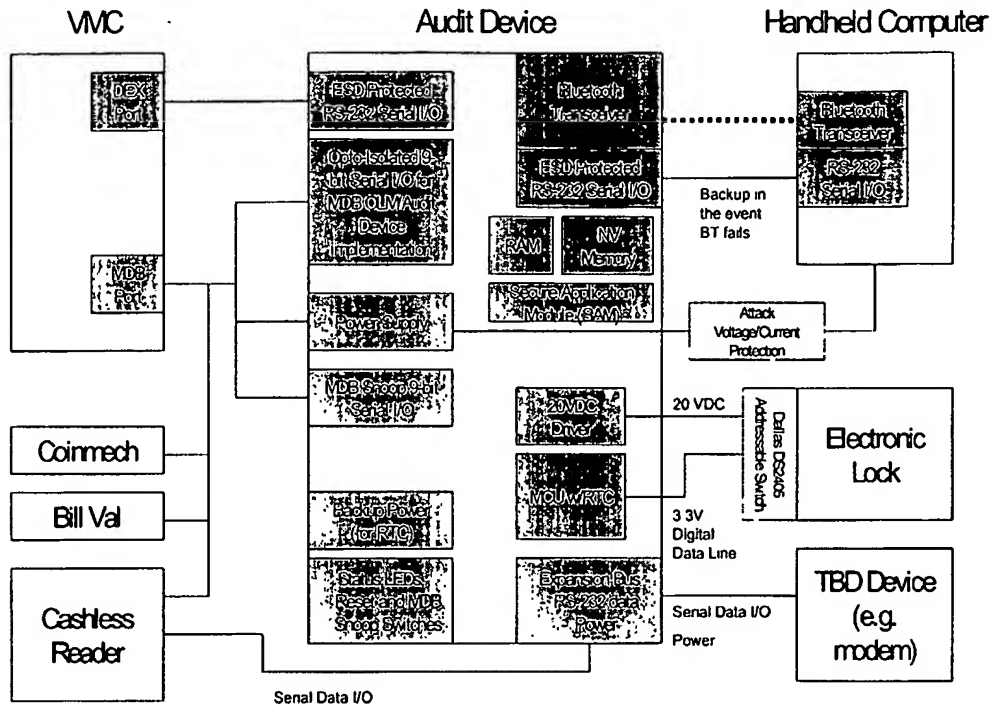 VMC
Audit Device
Handheld Computer
DEX
Port
ESD Protected
RS-232 Serial I/O
Bluetooth
Transceiver
Bluetooth
Transceiver
Opto-Isolated 9-
bit Serial I/O for
MDB CLM/Audit
Device
Implementation
ESD Protected
RS-232 Serial I/O
RS-232
Serial I/O
Backup in
the event
BT fails
RAM
NV
Memory
MDB
Port
Secure Application
Module (SAM)
Power Supply
Attack
Voltage/Current
Protection
MDB Snoop 9-bit
Serial I/O
20VDC
Driver
20 VDC
Dallas DS2405
Addressable Switch
Electronic
Lock
Coinmech
Bill Val
MCU w/RTC
3 3V
Digital
Data Line
Backup Power
(for RTC)
Cashless
Reader
Status LEDs,
Reset and MDB
Snoop Switches
Expansion Bus
RS-232 data
Power
Serial Data I/O
Power
TBD Device
(e.g.
modem)
Serial Data I/O